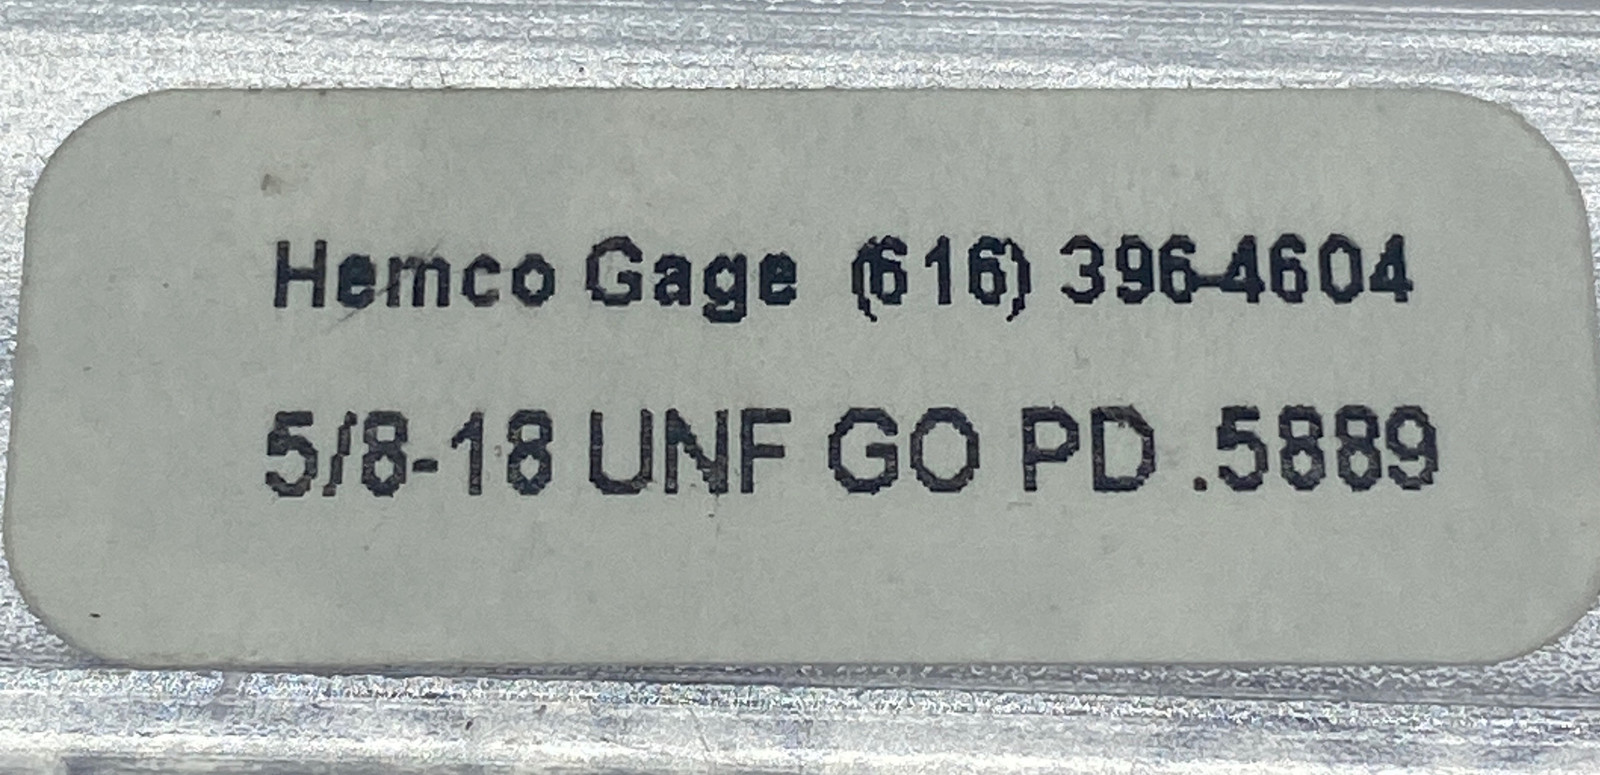 Hemco Gage (616) 396-4604
5/8-18 UNF GO PD .5889